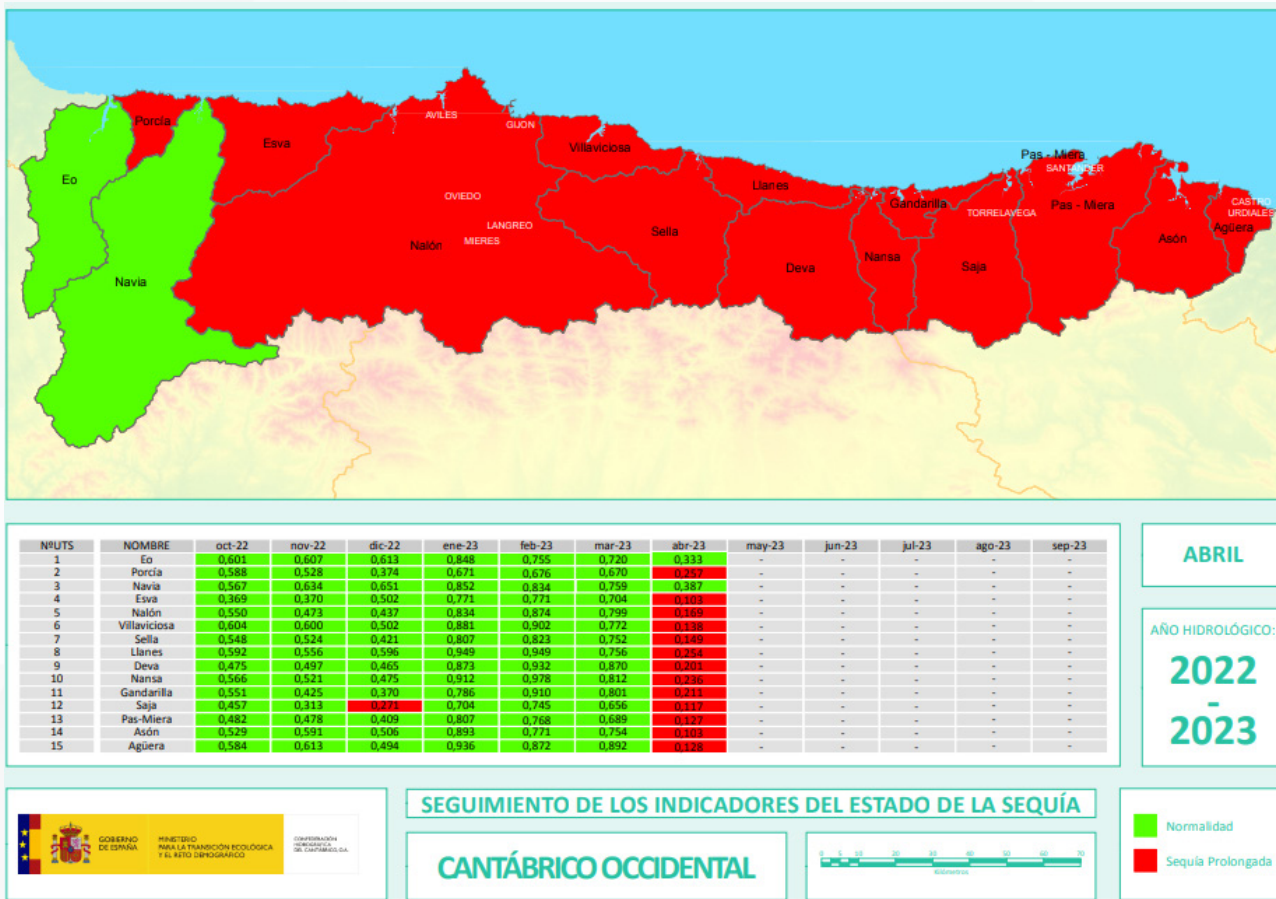 Porcía
AVILES
GIJON
Esva
Villaviciosa
Eo
Pas - Miera
SANTANDER
Llanes
OVIEDO
Gandarilla
CASTRO
URDIALES
TORRELAVEGA
Pas - Miera
LANGREO
Agüera
Sella
Asón
MIERES
Nalón
Nansa
Deva
Saja
Navia
NºUTS NOMBRE oct-22 nov-22 dic-22 ene-23 feb-23 mar-23 abr-23 may-23 jun-23 jul-23 ago-23 sep-23
1 Eo 0,601 0,607 0,613 0,848 0,755 0,720 0,333 - - - - -
2 Porcía 0,588 0,528 0,374 0,671 0,676 0,670 0,257 - - - - -
3 Navia 0,567 0,634 0,651 0,852 0,834 0,759 0,387 - - - - -
4 Esva 0,369 0,370 0,502 0,771 0,771 0,704 0,103 - - - - -
5 Nalón 0,550 0,473 0,437 0,834 0,874 0,799 0,169 - - - - -
6 Villaviciosa 0,604 0,600 0,502 0,881 0,902 0,772 0,138 - - - - -
7 Sella 0,548 0,524 0,421 0,807 0,823 0,752 0,149 - - - - -
8 Llanes 0,592 0,556 0,596 0,949 0,949 0,756 0,254 - - - - -
9 Deva 0,475 0,497 0,465 0,873 0,932 0,870 0,201 - - - - -
10 Nansa 0,566 0,521 0,475 0,912 0,978 0,812 0,236 - - - - -
11 Gandarilla 0,551 0,425 0,370 0,786 0,910 0,801 0,211 - - - - -
12 Saja 0,457 0,313 0,271 0,704 0,745 0,656 0,117 - - - - -
13 Pas-Miera 0,482 0,478 0,409 0,807 0,768 0,689 0,127 - - - - -
14 Asón 0,529 0,591 0,506 0,893 0,771 0,754 0,103 - - - - -
15 Agüera 0,584 0,613 0,494 0,936 0,872 0,892 0,128 - - - - -
ABRIL
AÑO HIDROLÓGICO:
2022
-
2023
GOBIERNO
DE ESPAÑA
MINISTERIO
PARA LA TRANSICIÓN ECOLÓGICA
Y EL RETO DEMOGRÁFICO
CONFEDERACIÓN
HIDROGRÁFICA
DEL CANTÁBRICO, O.A.
SEGUIMIENTO DE LOS INDICADORES DEL ESTADO DE LA SEQUÍA
CANTÁBRICO OCCIDENTAL
0 5 10 20 30 40 50 60 70
Kilómetros
Normalidad
Sequía Prolongada